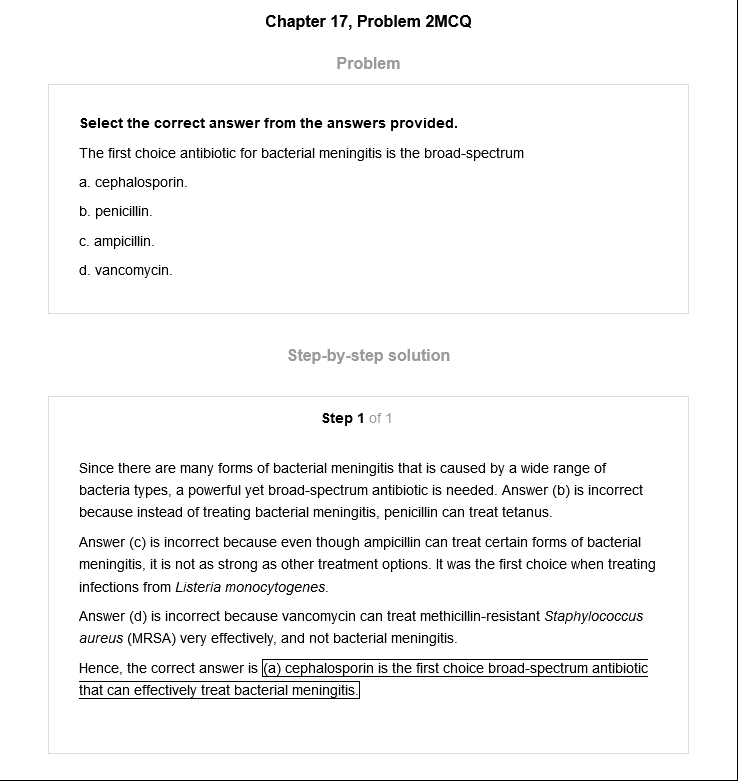 Chapter 17, Problem 2MCQ
Problem
Select the correct answer from the answers provided.
The first choice antibiotic for bacterial meningitis is the broad-spectrum
a. cephalosporin.
b. penicillin.
c. ampicillin.
d. vancomycin.
Step-by-step solution
Step 1 of 1
Since there are many forms of bacterial meningitis that is caused by a wide range of
bacteria types, a powerful yet broad-spectrum antibiotic is needed. Answer (b) is incorrect
because instead of treating bacterial meningitis, penicillin can treat tetanus.
Answer (c) is incorrect because even though ampicillin can treat certain forms of bacterial
meningitis, it is not as strong as other treatment options. It was the first choice when treating
infections from Listeria monocytogenes.
Answer (d) is incorrect because vancomycin can treat methicillin-resistant Staphylococcus
aureus (MRSA) very effectively, and not bacterial meningitis.
Hence, the correct answer is (a) cephalosporin is the first choice broad-spectrum antibiotic
that can effectively treat bacterial meningitis.